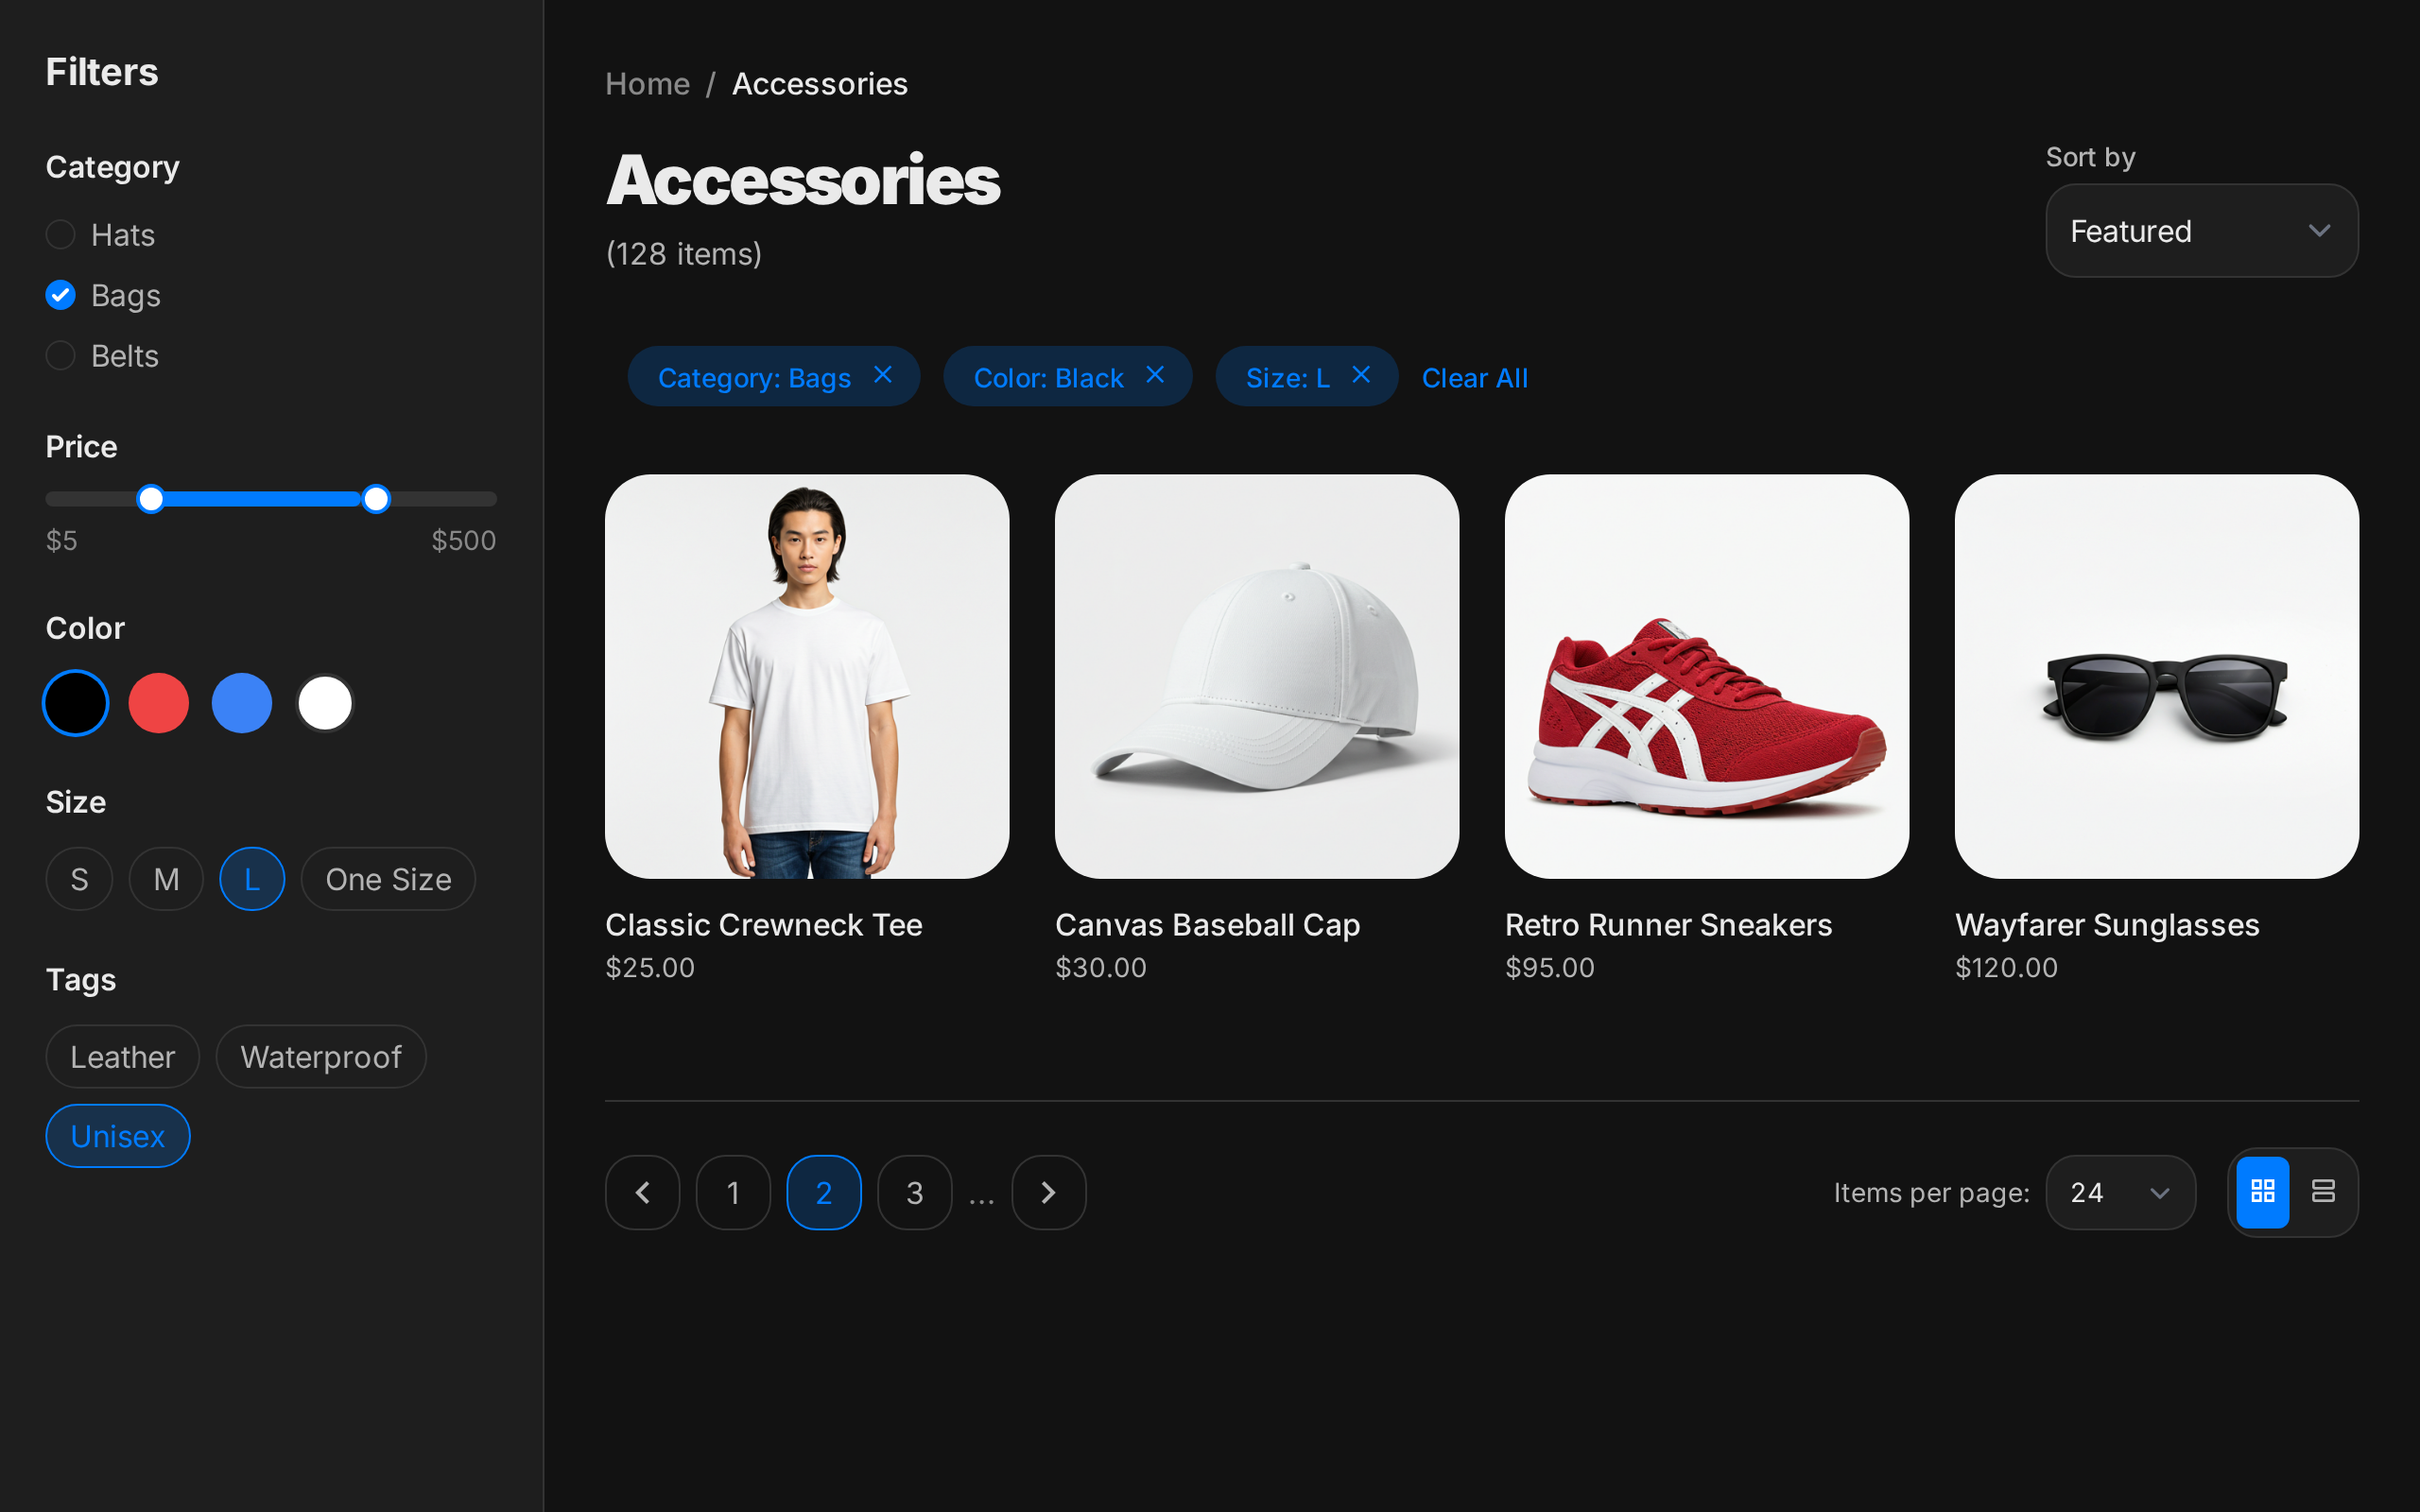 Filters
Category
Hats
Bags
Belts
Price
$5 $500
Color
Size
S M L One Size
Tags
Leather Waterproof
Unisex
Home / Accessories
Accessories
(128 items)
Sort by
Featured
Category: Bags Color: Black Size: L Clear All
Classic Crewneck Tee
$25.00
Canvas Baseball Cap
$30.00
Retro Runner Sneakers
$95.00
Wayfarer Sunglasses
$120.00
1 2 3 ...
Items per page: 24